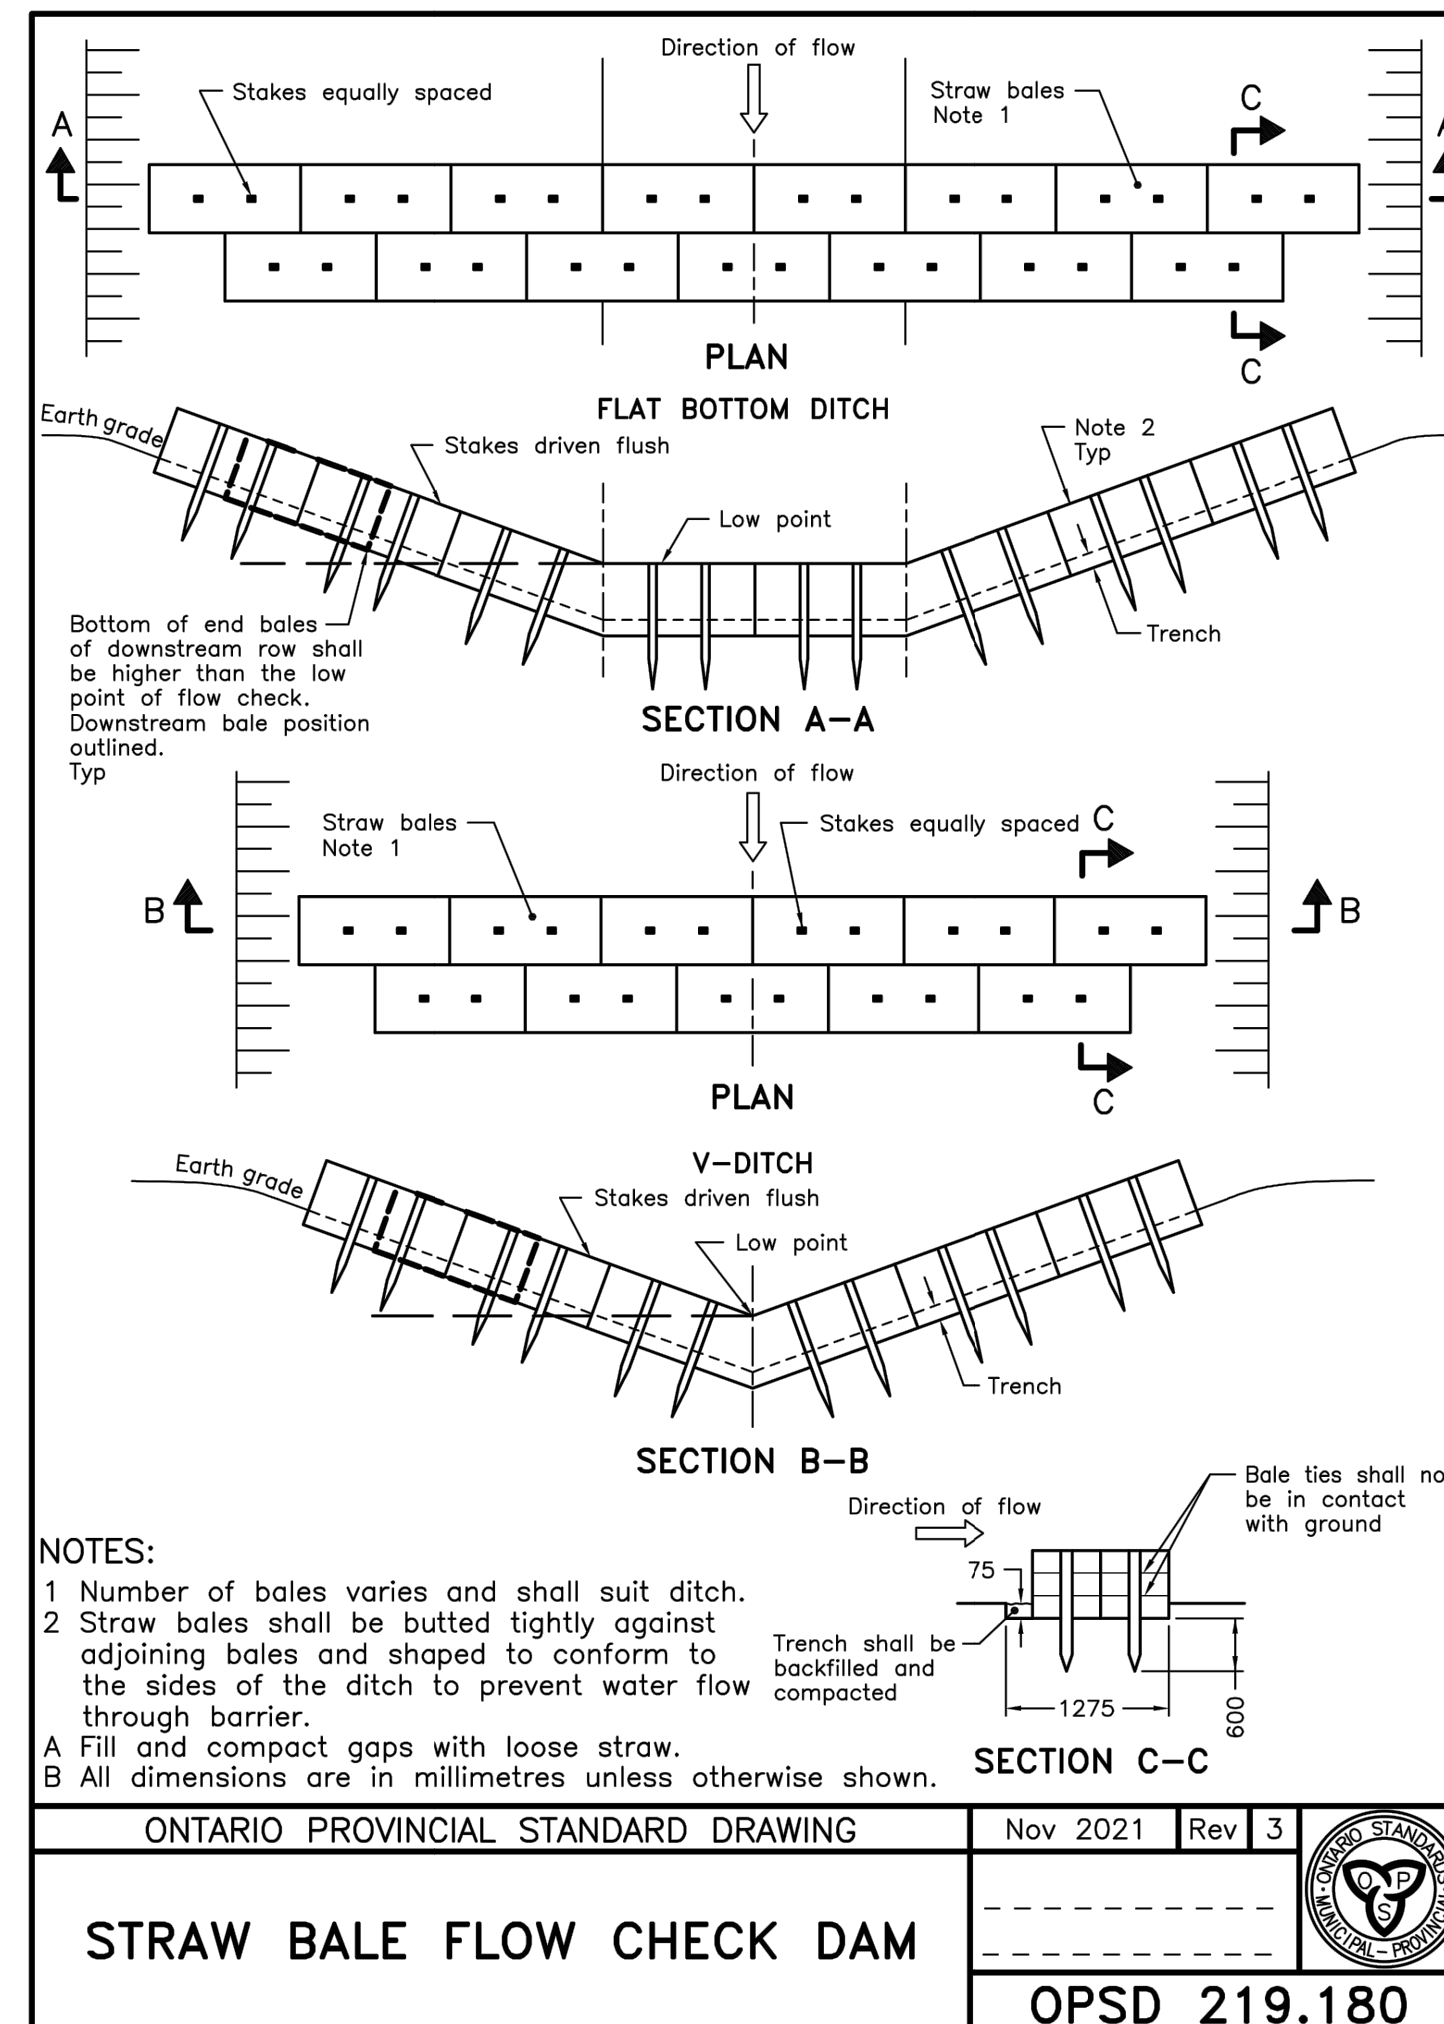 Direction of flow
Stakes equally spaced
Straw bales
Note 1
C
A
C
PLAN
FLAT BOTTOM DITCH
Earth grade
Stakes driven flush
Note 2
Typ
Low point
Bottom of end bales
of downstream row shall
be higher than the low
point of flow check.
Downstream bale position
outlined.
Typ
Trench
SECTION A-A
Direction of flow
Straw bales
Note 1
Stakes equally spaced
C
B
B
C
PLAN
V-DITCH
Earth grade
Stakes driven flush
Low point
Trench
SECTION B-B
Direction of flow
Bale ties shall no
be in contact
with ground
75
Trench shall be
backfilled and
compacted
1275
600
SECTION C-C
NOTES:
1 Number of bales varies and shall suit ditch.
2 Straw bales shall be butted tightly against
adjoining bales and shaped to conform to
the sides of the ditch to prevent water flow
through barrier.
A Fill and compact gaps with loose straw.
B All dimensions are in millimetres unless otherwise shown.
ONTARIO PROVINCIAL STANDARD DRAWING
Nov 2021
Rev
3
STRAW BALE FLOW CHECK DAM
ONTARIO STANDARDS
MUNICIPAL - PROVINCIAL
O P
S
OPSD 219.180